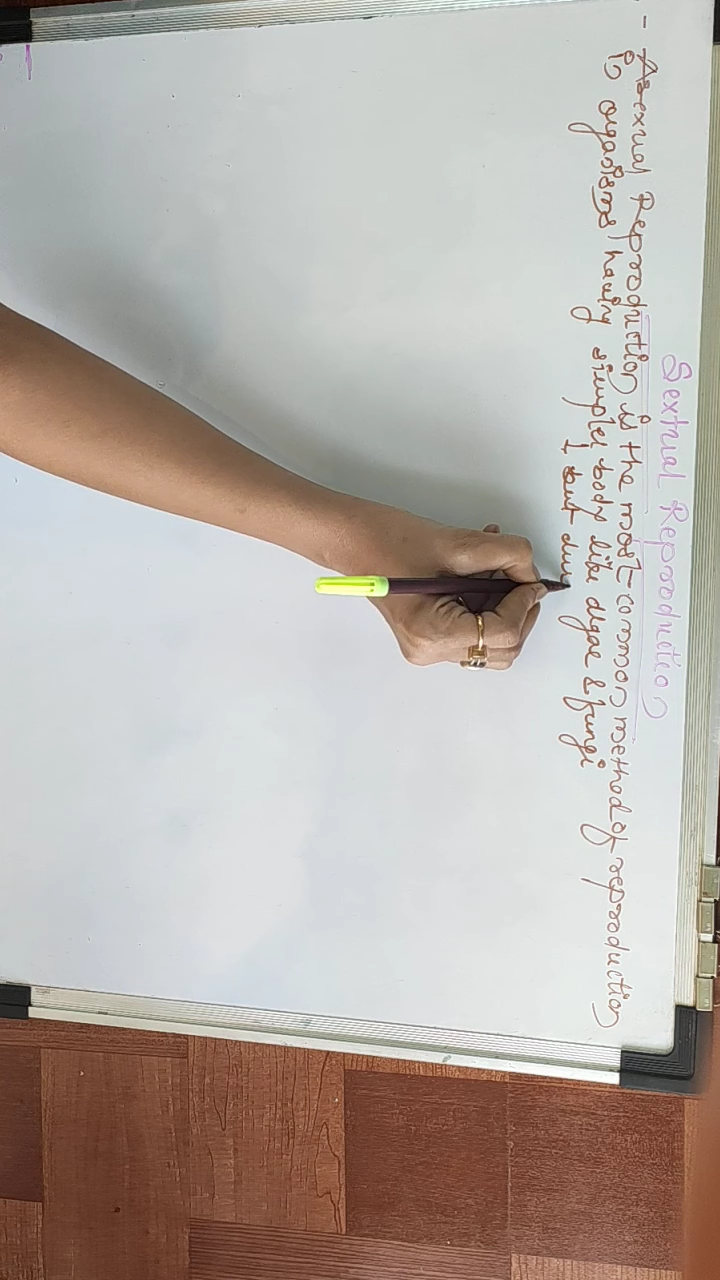 Sexual Reproduction
- Asexual Reproduction is the most common method of reproduction
in organisms having simpler body like algae & fungi
, but du